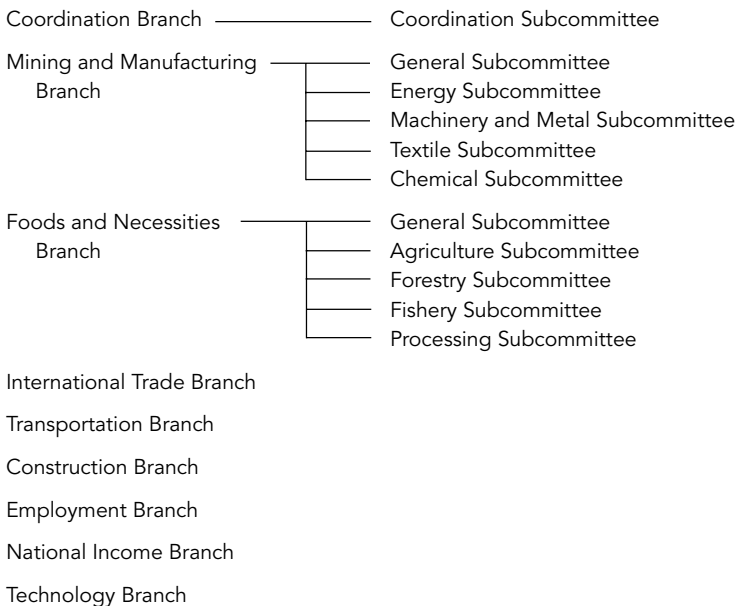 Coordination Branch Coordination Subcommittee
Mining and Manufacturing General Subcommittee
Branch Energy Subcommittee
Machinery and Metal Subcommittee
Textile Subcommittee
Chemical Subcommittee
Foods and Necessities General Subcommittee
Branch Agriculture Subcommittee
Forestry Subcommittee
Fishery Subcommittee
Processing Subcommittee
International Trade Branch
Transportation Branch
Construction Branch
Employment Branch
National Income Branch
Technology Branch